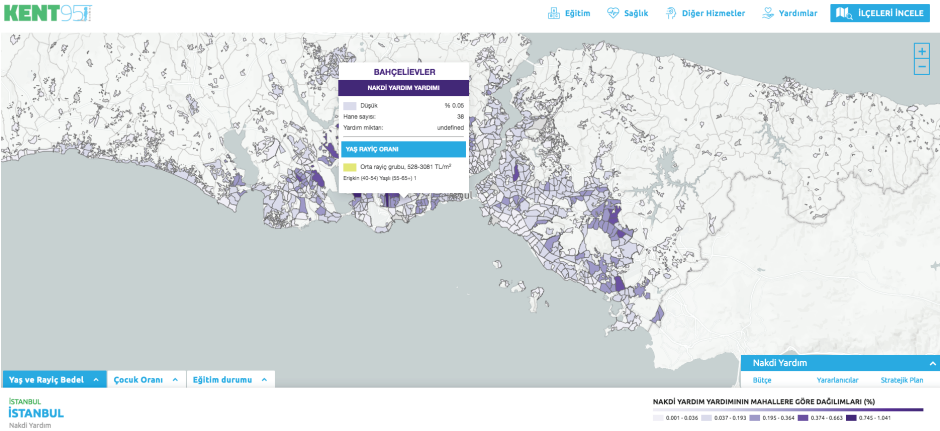 KENT95
Eğitim
Sağlık
Diğer Hizmetler
Yardımlar
İLÇELERİ İNCELE
+
−
BAHÇELİEVLER
NAKDİ YARDIM YARDIMI
Düşük % 0.05
Hane sayısı: 38
Yardım miktarı: undefined
YAŞ RAYİÇ ORANI
Orta rayiç grubu, 528-3081 TL/m²
Erişkin (40-54) Yaşlı (55-65+) 1
Nakdi Yardım
Bütçe Yararlanıcılar Stratejik Plan
Yaş ve Rayiç Bedel
Çocuk Oranı
Eğitim durumu
İSTANBUL
İSTANBUL
Nakdi Yardım
NAKDİ YARDIM YARDIMININ MAHALLERE GÖRE DAĞILIMLARI (%)
0.001 - 0.036 0.037 - 0.193 0.195 - 0.364 0.374 - 0.663 0.745 - 1.041